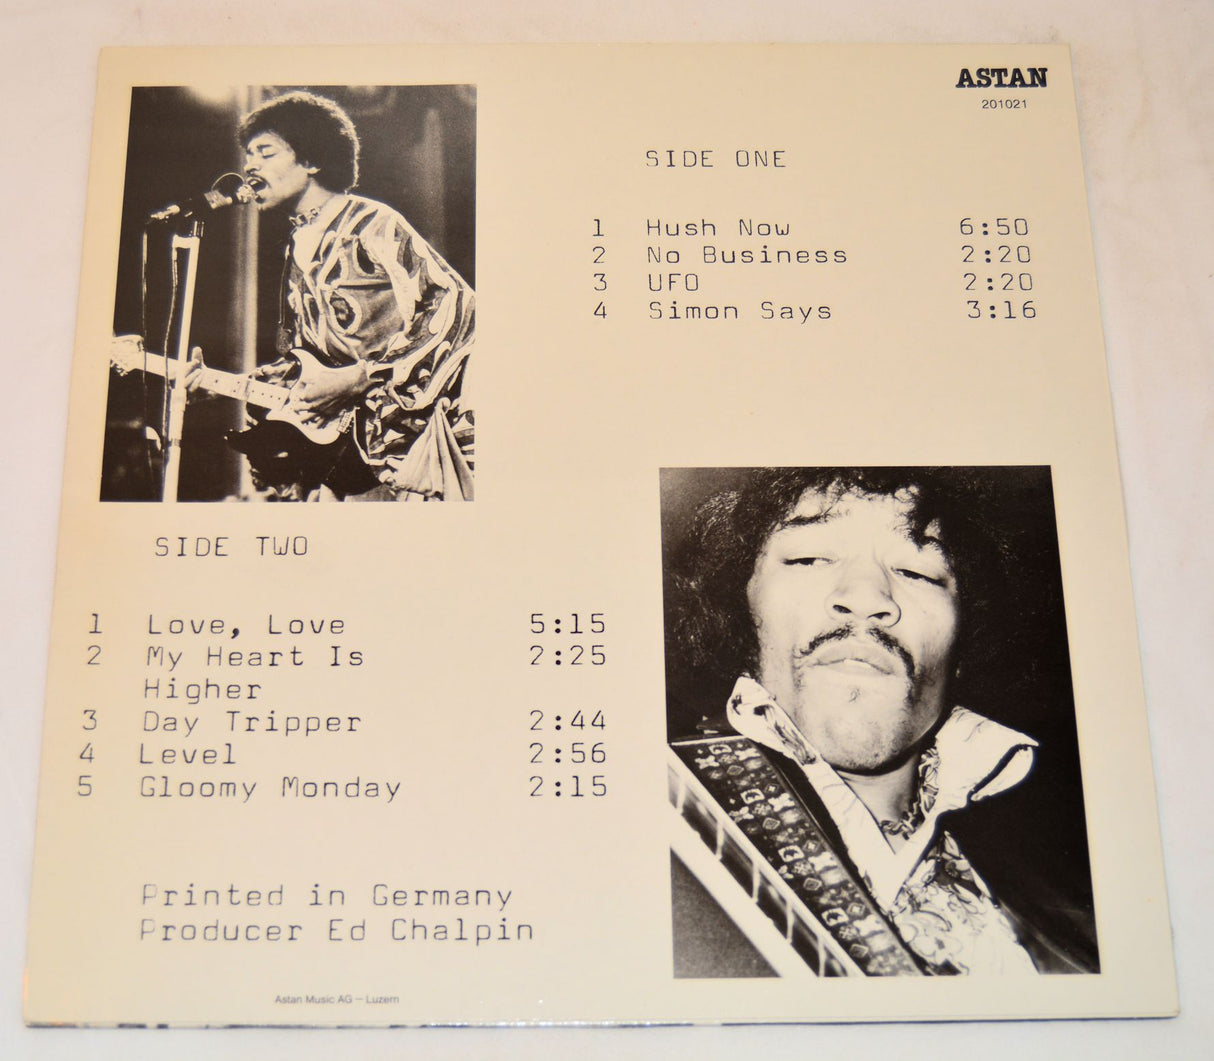 ASTAN
201021
SIDE ONE
1 Hush Now 6:50
2 No Business 2:20
3 UFO 2:20
4 Simon Says 3:16
SIDE TWO
1 Love, Love 5:15
2 My Heart Is 2:25
Higher
3 Day Tripper 2:44
4 Level 2:56
5 Gloomy Monday 2:15
Printed in Germany
Producer Ed Chalpin
Astan Music AG – Luzern